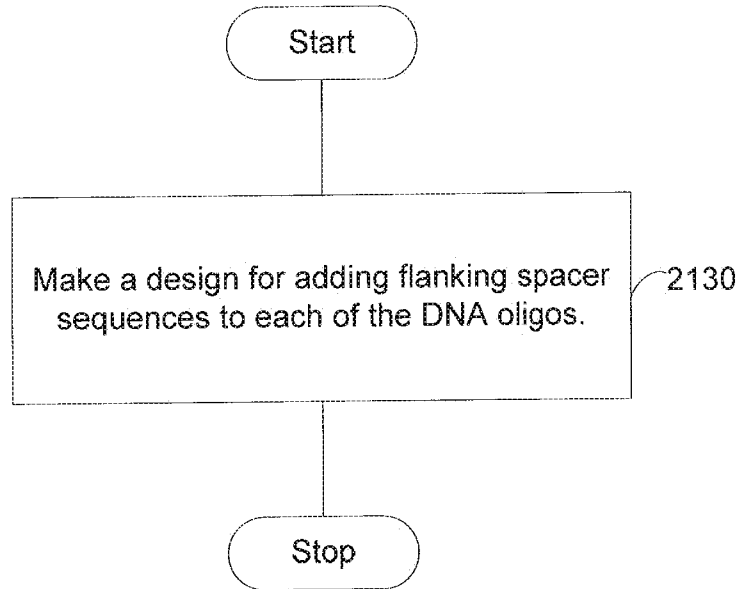 Start
Make a design for adding flanking spacer
sequences to each of the DNA oligos.
2130
Stop